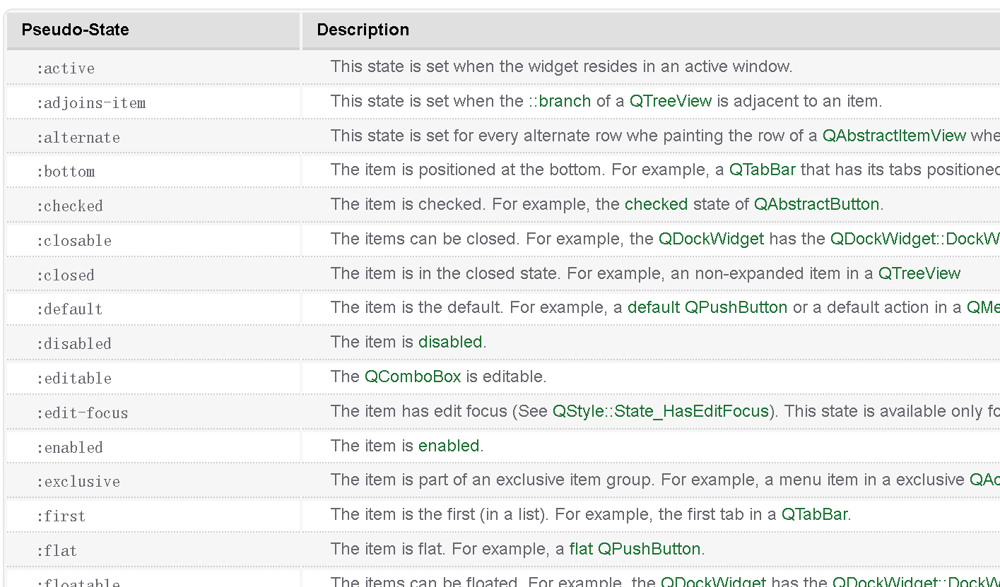 Pseudo-State Description
:active This state is set when the widget resides in an active window.
:adjoins-item This state is set when the ::branch of a QTreeView is adjacent to an item.
:alternate This state is set for every alternate row whe painting the row of a QAbstractItemView whe
:bottom The item is positioned at the bottom. For example, a QTabBar that has its tabs positioned
:checked The item is checked. For example, the checked state of QAbstractButton.
:closable The items can be closed. For example, the QDockWidget has the QDockWidget::DockW
:closed The item is in the closed state. For example, an non-expanded item in a QTreeView
:default The item is the default. For example, a default QPushButton or a default action in a QMe
:disabled The item is disabled.
:editable The QComboBox is editable.
:edit-focus The item has edit focus (See QStyle::State_HasEditFocus). This state is available only fo
:enabled The item is enabled.
:exclusive The item is part of an exclusive item group. For example, a menu item in a exclusive QAc
:first The item is the first (in a list). For example, the first tab in a QTabBar.
:flat The item is flat. For example, a flat QPushButton.
:floatable The items can be floated. For example, the QDockWidget has the QDockWidget::DockW